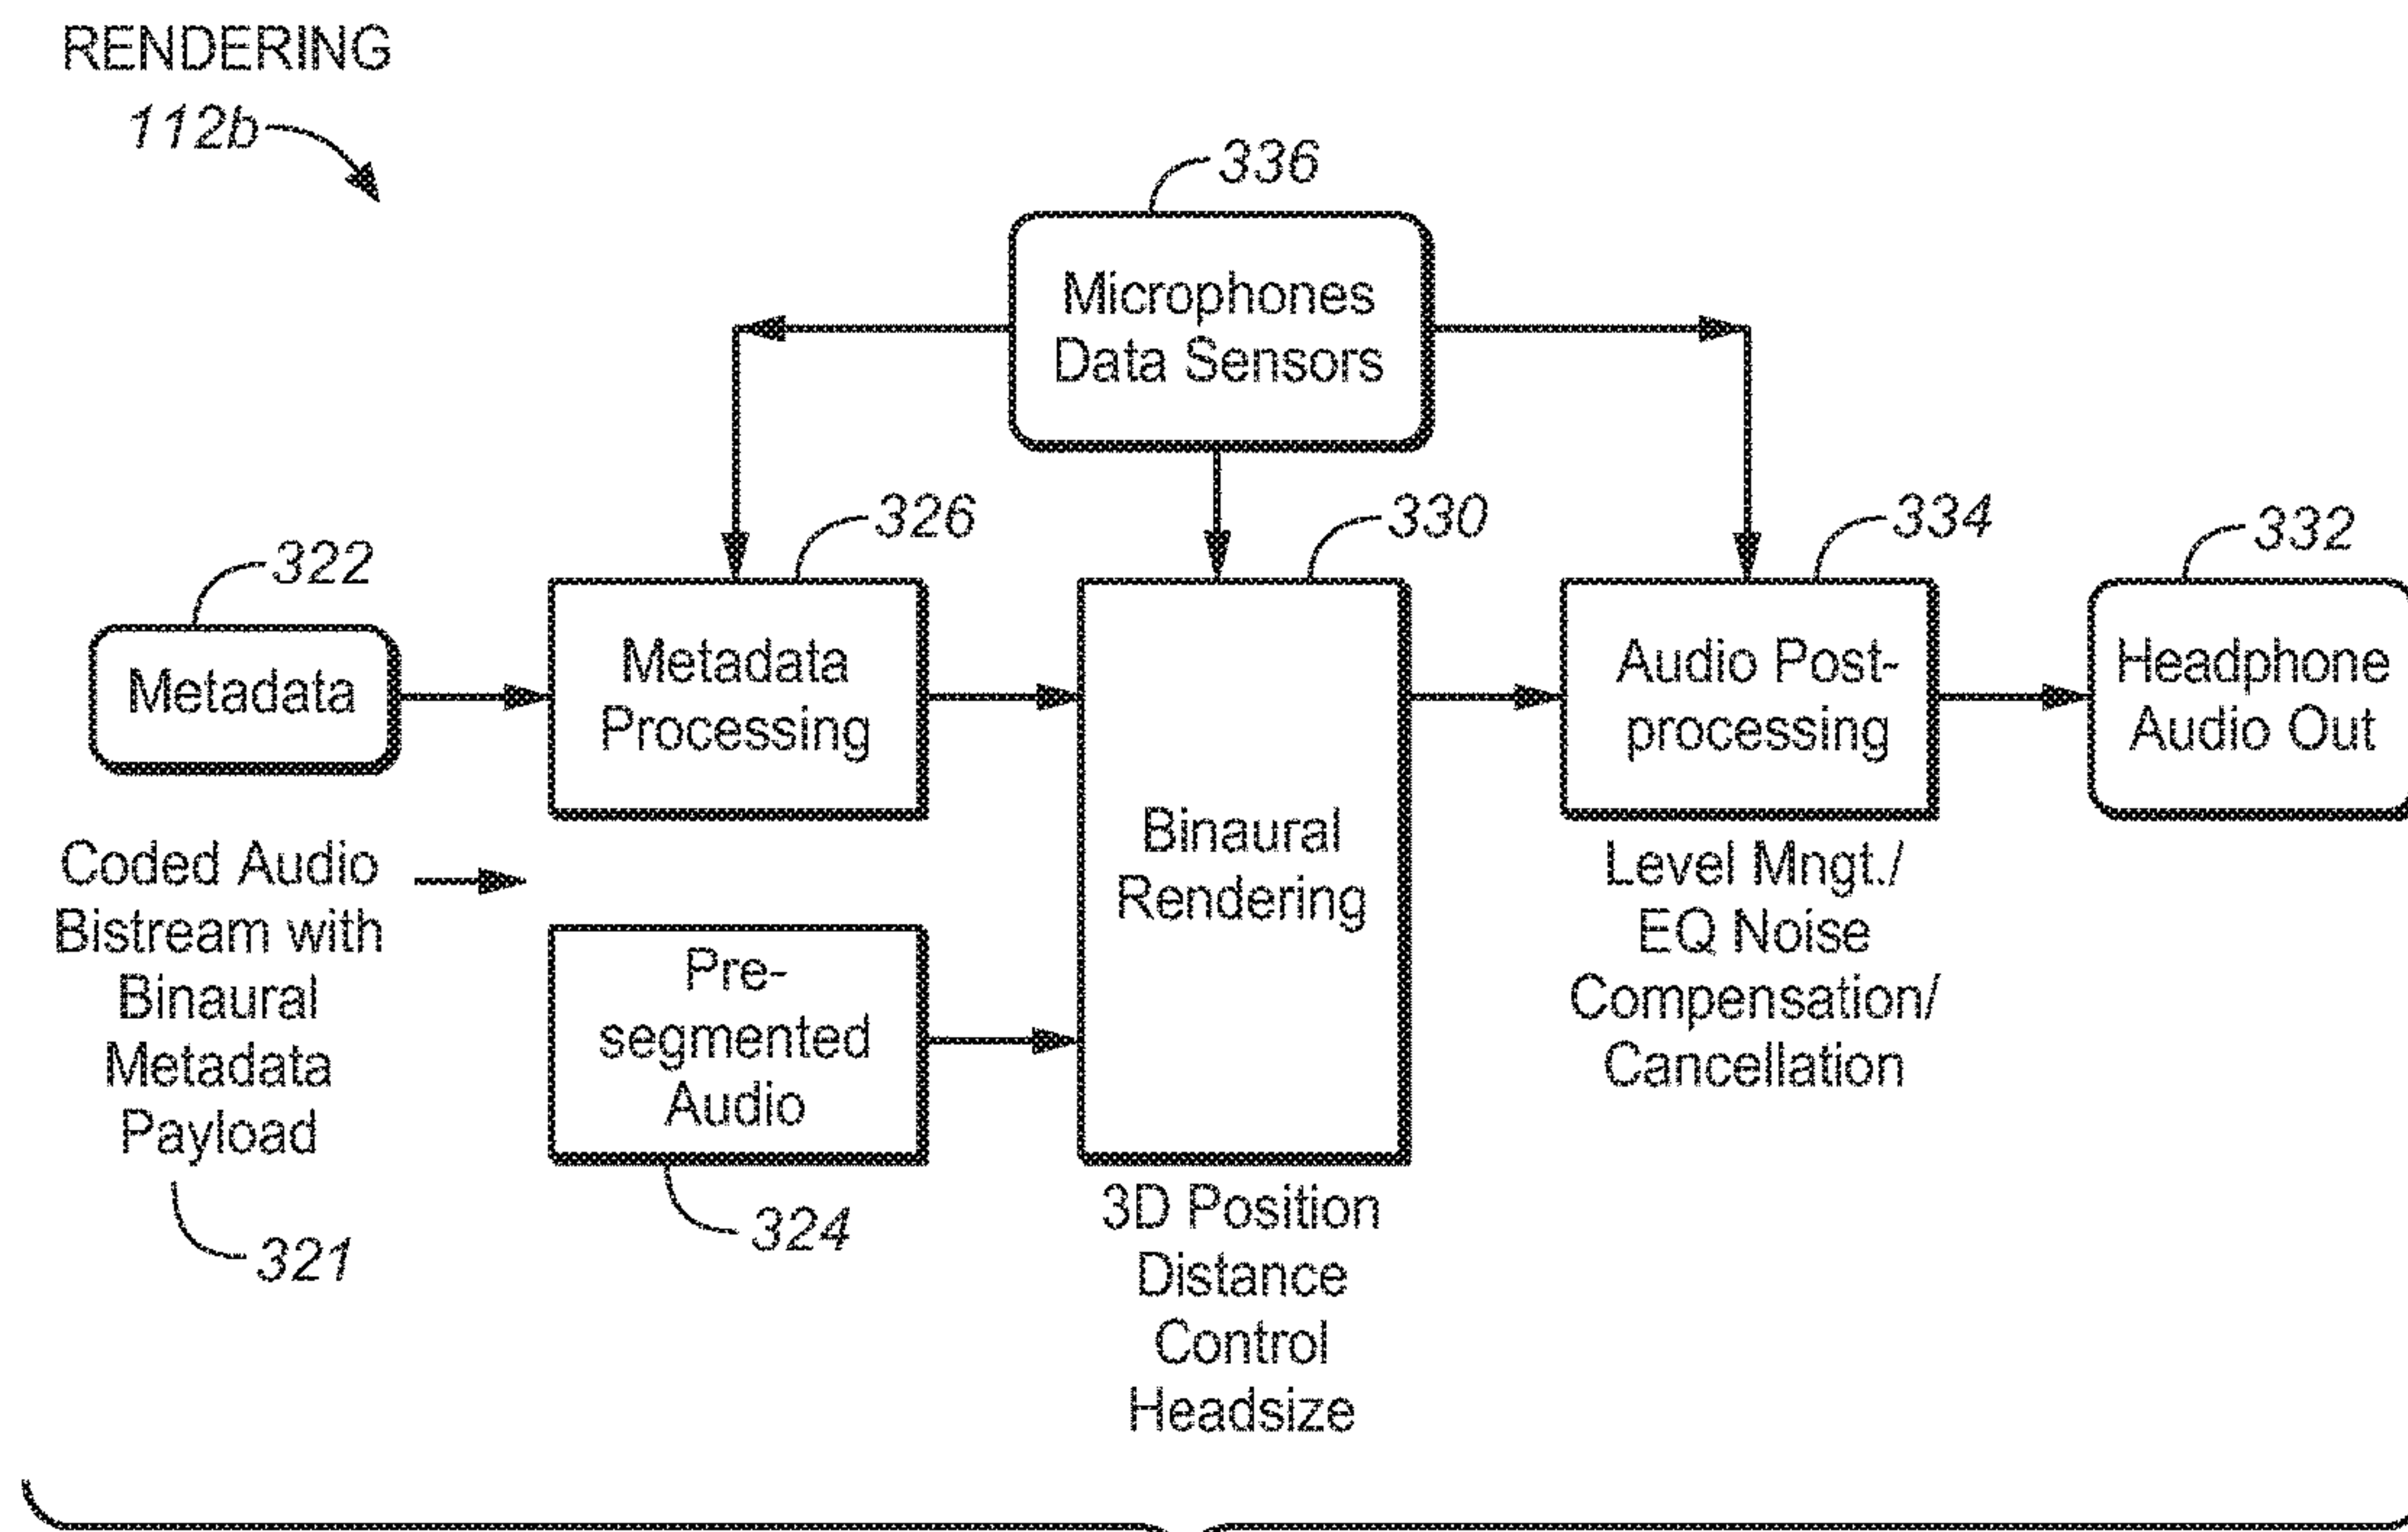 RENDERING
112b
336
Microphones
Data Sensors
322
326
330
334
332
Metadata
Metadata
Processing
Binaural
Rendering
Audio Post-
processing
Headphone
Audio Out
Coded Audio
Bistream with
Binaural
Metadata
Payload
321
Pre-
segmented
Audio
324
3D Position
Distance
Control
Headsize
Level Mngt./
EQ Noise
Compensation/
Cancellation